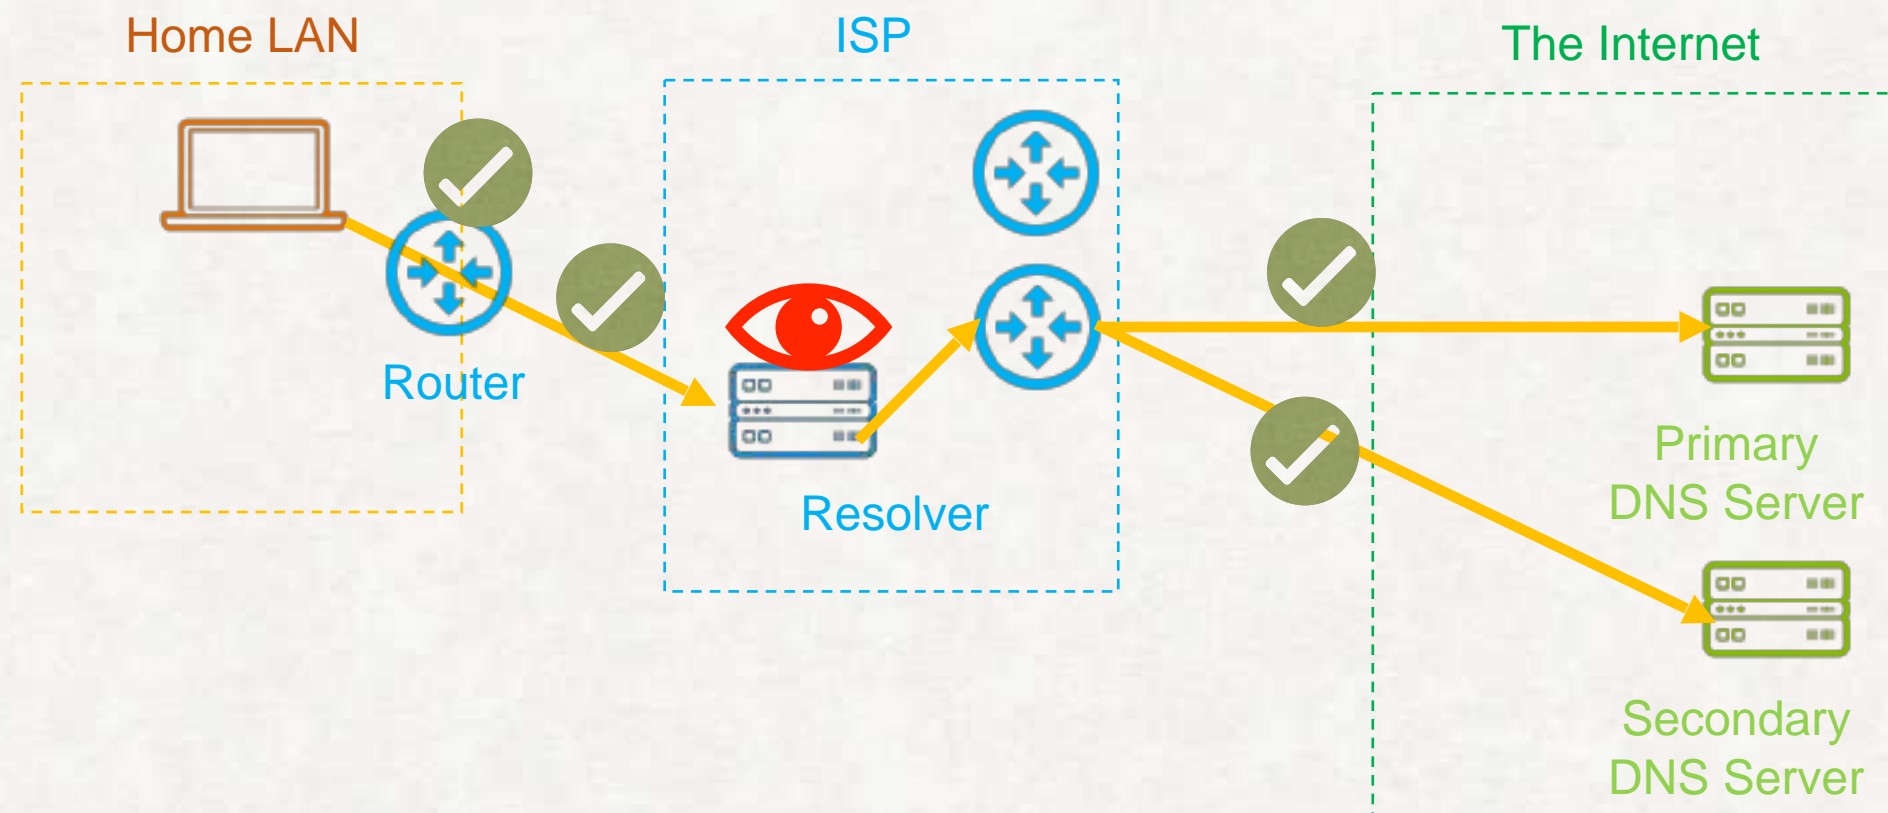 Home LAN
ISP
The Internet
Router
Resolver
Primary
DNS Server
Secondary
DNS Server